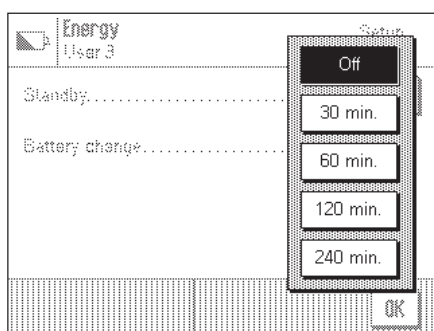 Energy
User 3
Setup
Standby
Battery change
Off
30 min.
60 min.
120 min.
240 min.
OK